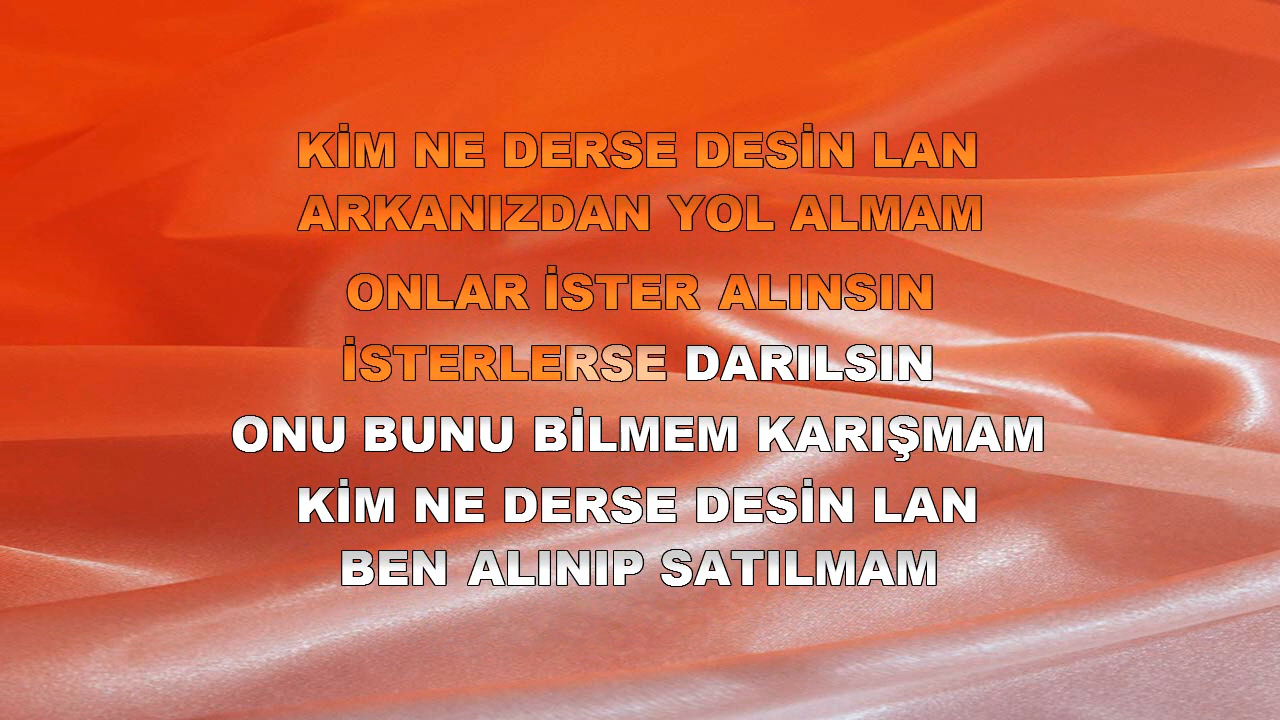 KİM NE DERSE DESİN LAN
ARKANIZDAN YOL ALMAM
ONLAR İSTER ALINSIN
İSTERLERSE DARILSIN
ONU BUNU BİLMEM KARIŞMAM
KİM NE DERSE DESİN LAN
BEN ALINIP SATILMAM